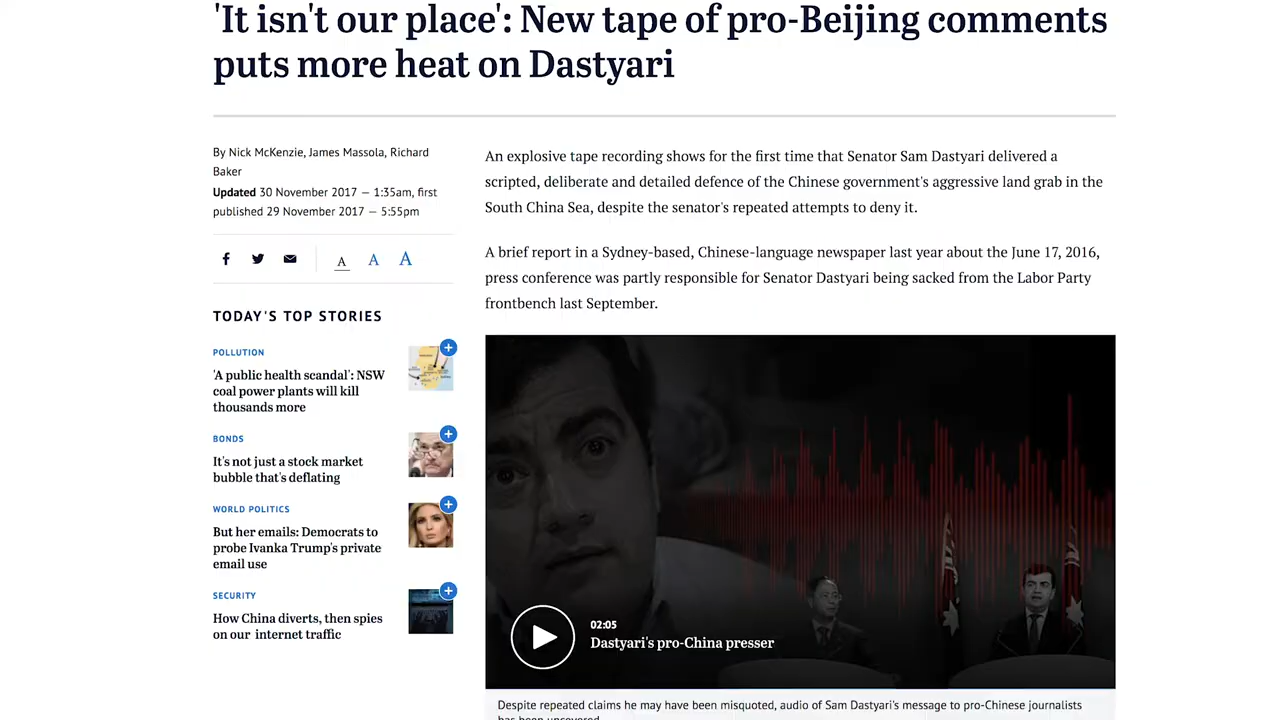 'It isn't our place': New tape of pro-Beijing comments
puts more heat on Dastyari
By Nick McKenzie, James Massola, Richard
Baker
Updated 30 November 2017 — 1:35am, first
published 29 November 2017 — 5:55pm
A A A
TODAY'S TOP STORIES
POLLUTION
'A public health scandal': NSW
coal power plants will kill
thousands more
BONDS
It's not just a stock market
bubble that's deflating
WORLD POLITICS
But her emails: Democrats to
probe Ivanka Trump's private
email use
SECURITY
How China diverts, then spies
on our internet traffic
An explosive tape recording shows for the first time that Senator Sam Dastyari delivered a
scripted, deliberate and detailed defence of the Chinese government's aggressive land grab in the
South China Sea, despite the senator's repeated attempts to deny it.
A brief report in a Sydney-based, Chinese-language newspaper last year about the June 17, 2016,
press conference was partly responsible for Senator Dastyari being sacked from the Labor Party
frontbench last September.
02:05
Dastyari's pro-China presser
Despite repeated claims he may have been misquoted, audio of Sam Dastyari's message to pro-Chinese journalists
has been uncovered